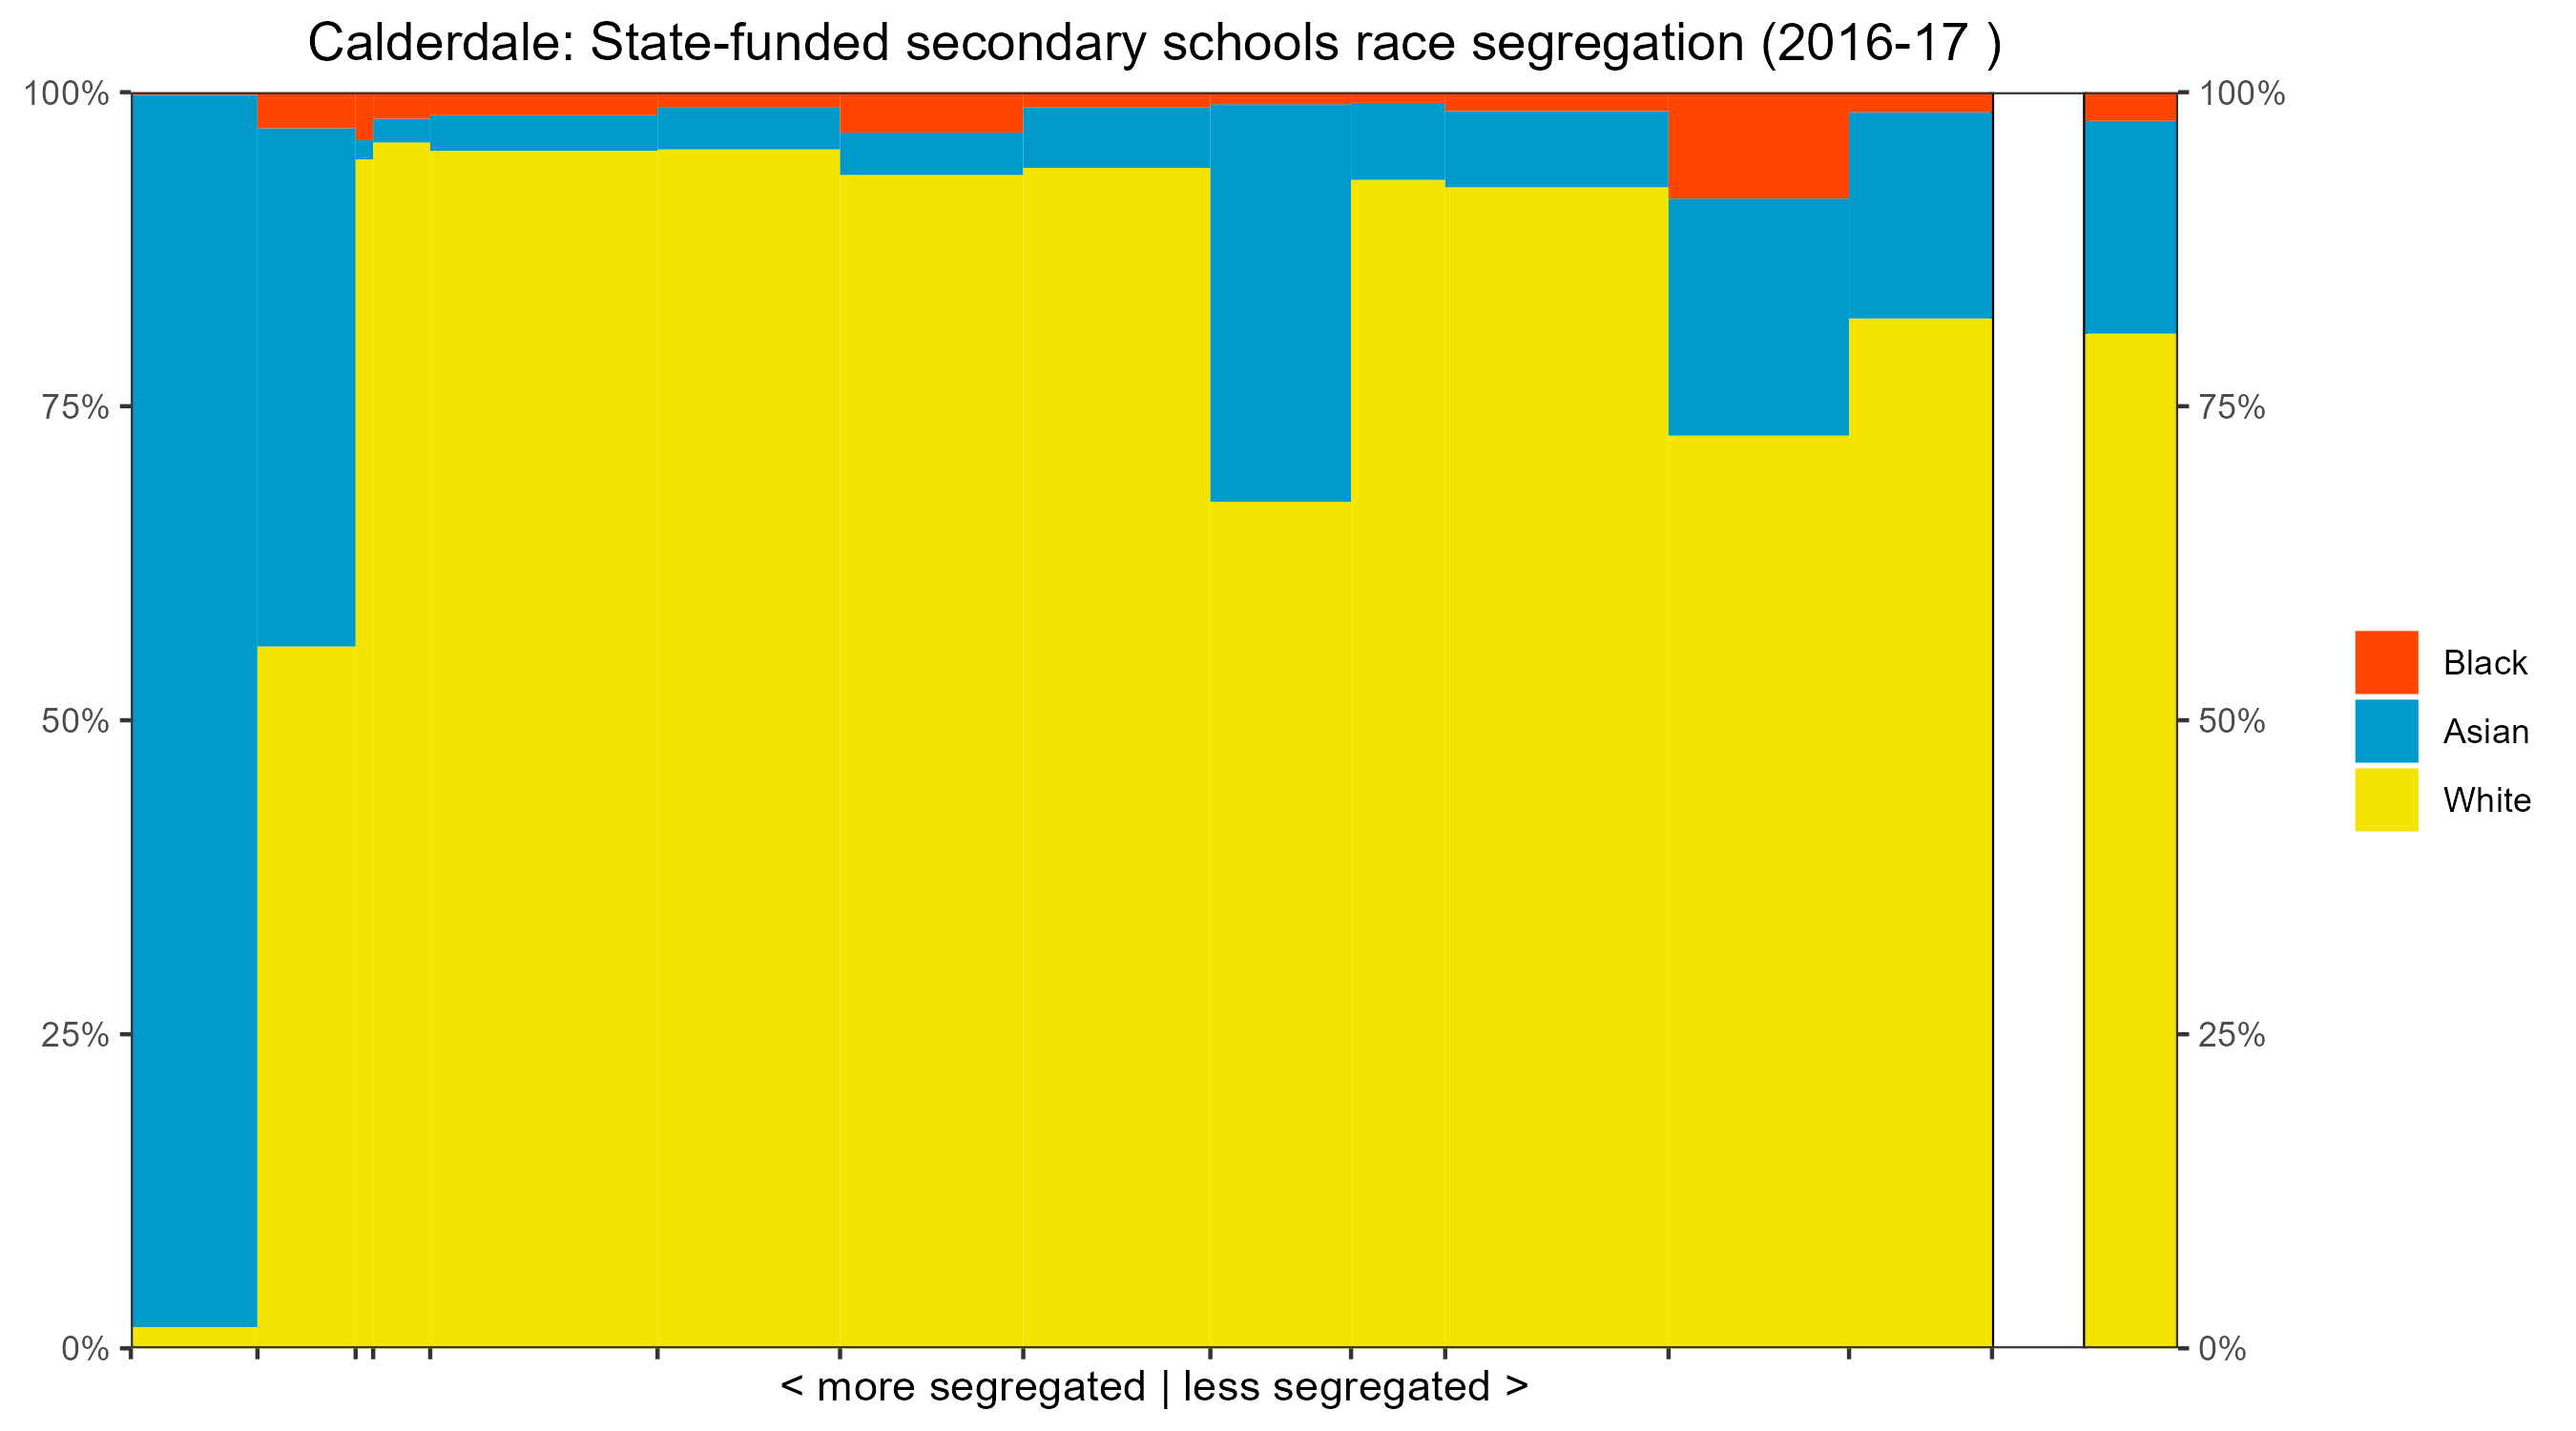 Calderdale: State-funded secondary schools race segregation (2016-17 )
100%
75%
50%
25%
0%
100%
75%
50%
25%
0%
Black
Asian
White
< more segregated | less segregated >